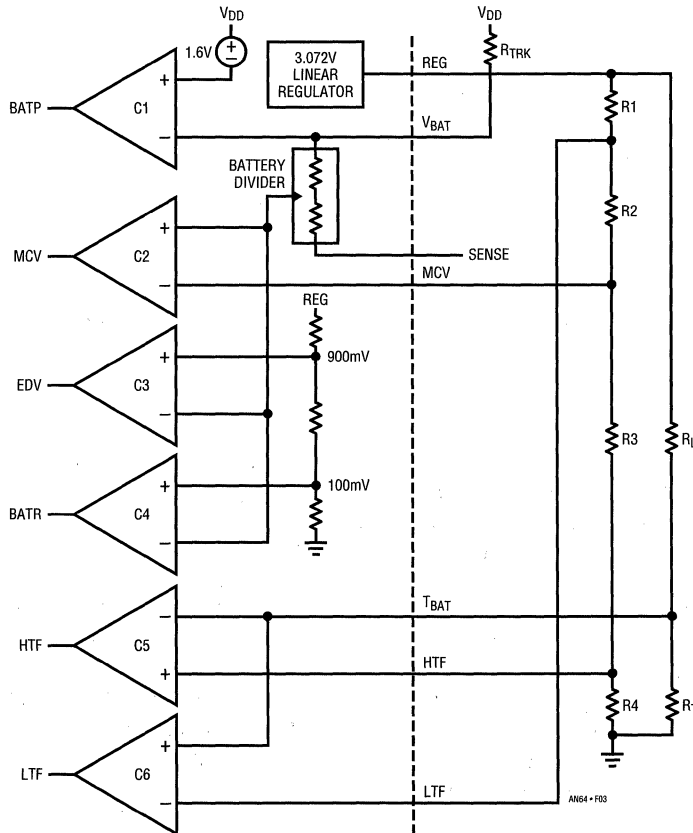 VDD
1.6V
+
−
3.072V
LINEAR
REGULATOR
VDD
RTRK
REG
BATP
C1
+
−
VBAT
R1
BATTERY
DIVIDER
R2
MCV
C2
+
−
SENSE
MCV
REG
EDV
C3
+
−
900mV
R3
BATR
C4
+
−
100mV
HTF
C5
−
+
TBAT
HTF
R4
LTF
C6
+
−
LTF
AN64 • F03